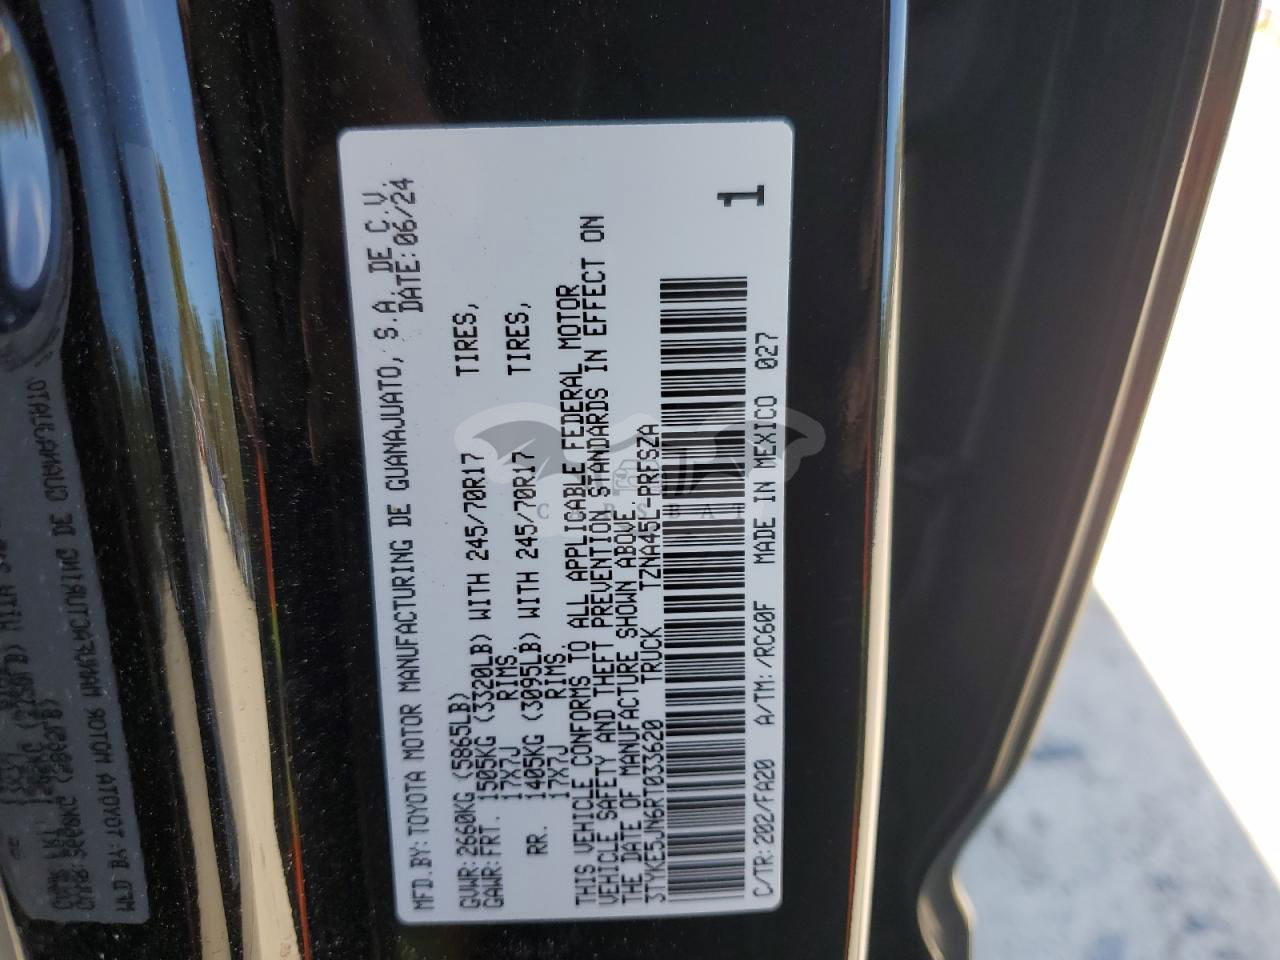 MFD.BY: TOYOTA MOTOR MANUFACTURING DE GUANAJUATO, S.A. DE C.V.
DATE: 06/24
GVWR: 2660KG (5865LB)
GAWR: FRT. 1505KG (3320LB) WITH 245/70R17 TIRES,
17X7J RIMS.
RR. 1405KG (3095LB) WITH 245/70R17 TIRES,
17X7J RIMS.
THIS VEHICLE CONFORMS TO ALL APPLICABLE FEDERAL MOTOR
VEHICLE SAFETY AND THEFT PREVENTION STANDARDS IN EFFECT ON
THE DATE OF MANUFACTURE SHOWN ABOVE.
3TYKE5JN6RT033620 TRUCK TZNA45L-PRFSZA
1
C/TR: 202/FA20 A/TM: /RC60F MADE IN MEXICO 027